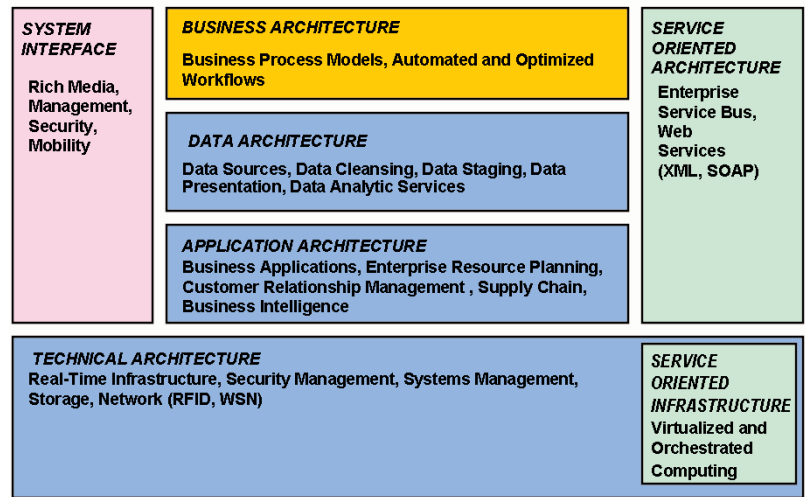 SYSTEM
INTERFACE
Rich Media,
Management,
Security,
Mobility
BUSINESS ARCHITECTURE
Business Process Models, Automated and Optimized
Workflows
DATA ARCHITECTURE
Data Sources, Data Cleansing, Data Staging, Data
Presentation, Data Analytic Services
APPLICATION ARCHITECTURE
Business Applications, Enterprise Resource Planning,
Customer Relationship Management , Supply Chain,
Business Intelligence
SERVICE
ORIENTED
ARCHITECTURE
Enterprise
Service Bus,
Web
Services
(XML, SOAP)
TECHNICAL ARCHITECTURE
Real-Time Infrastructure, Security Management, Systems Management,
Storage, Network (RFID, WSN)
SERVICE
ORIENTED
INFRASTRUCTURE
Virtualized and
Orchestrated
Computing